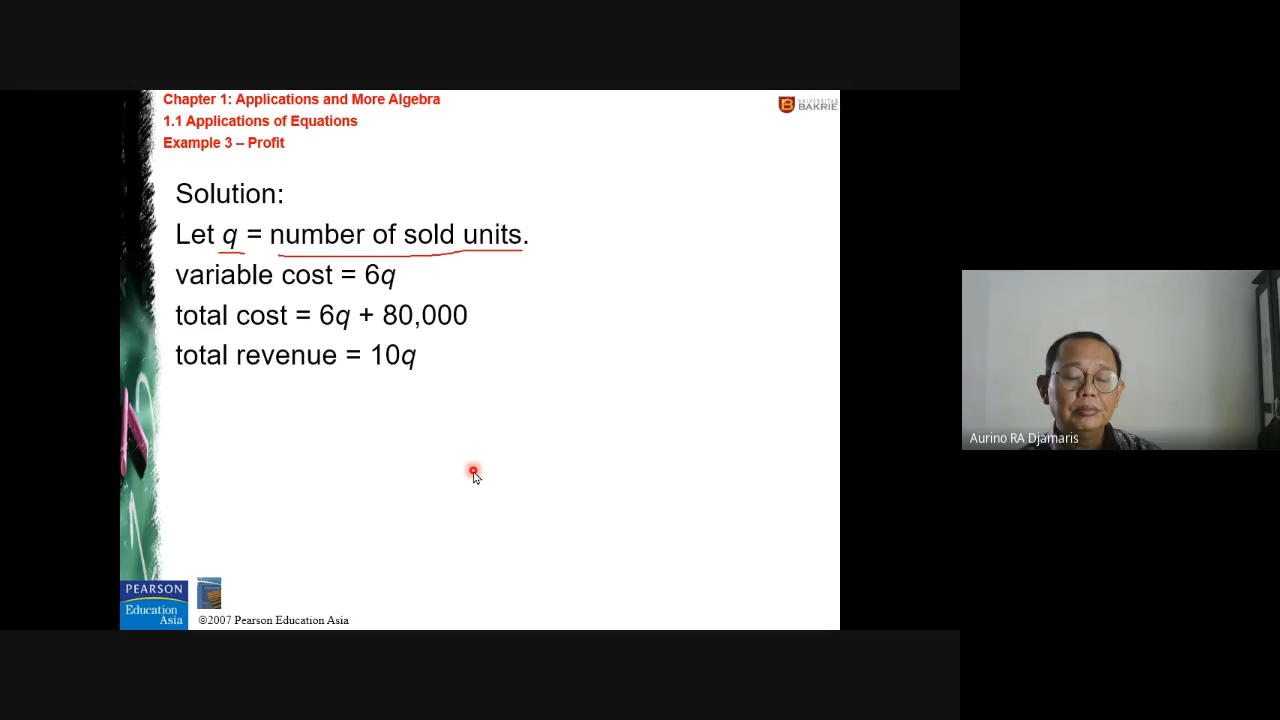 Chapter 1: Applications and More Algebra
1.1 Applications of Equations
Example 3 – Profit
UNIVERSITAS
BAKRIE
Solution:
Let q = number of sold units.
variable cost = 6q
total cost = 6q + 80,000
total revenue = 10q
Aurino RA Djamaris
PEARSON
Education
Asia
©2007 Pearson Education Asia